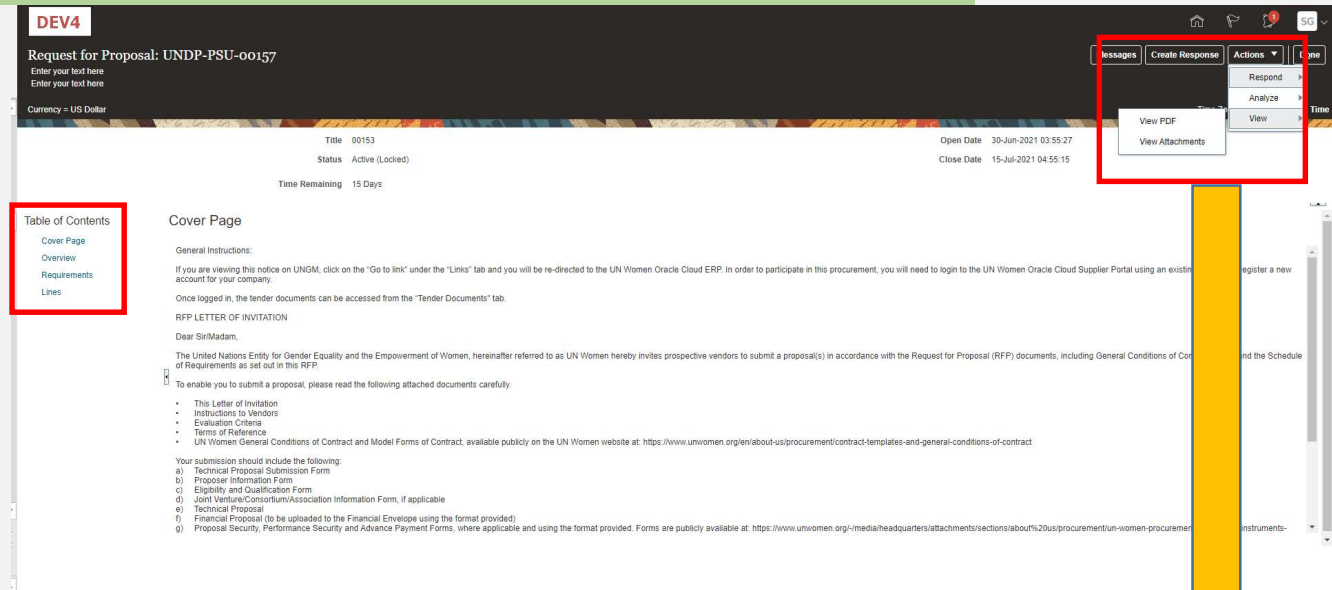 DEV4
1
SG
Request for Proposal: UNDP-PSU-00157
Enter your text here
Enter your text here
Messages
Create Response
Actions
Done
Respond
Analyze
View
View PDF
View Attachments
Currency = US Dollar
Time
Time
Title 00153
Open Date 30-Jun-2021 03:55:27
Status Active (Locked)
Close Date 15-Jul-2021 04:55:15
Time Remaining 15 Days
Table of Contents
Cover Page
Overview
Requirements
Lines
Cover Page
General Instructions:
If you are viewing this notice on UNGM, click on the “Go to link” under the “Links” tab and you will be re-directed to the UN Women Oracle Cloud ERP. In order to participate in this procurement, you will need to login to the UN Women Oracle Cloud Supplier Portal using an existin register a new
account for your company.
Once logged in, the tender documents can be accessed from the “Tender Documents” tab.
RFP LETTER OF INVITATION
Dear Sir/Madam,
The United Nations Entity for Gender Equality and the Empowerment of Women, hereinafter referred to as UN Women hereby invites prospective vendors to submit a proposal(s) in accordance with the Request for Proposal (RFP) documents, including General Conditions of Con nd the Schedule
of Requirements as set out in this RFP.
To enable you to submit a proposal, please read the following attached documents carefully.
• This Letter of Invitation
• Instructions to Vendors
• Evaluation Criteria
• Terms of Reference
• UN Women General Conditions of Contract and Model Forms of Contract, available publicly on the UN Women website at: https://www.unwomen.org/en/about-us/procurement/contract-templates-and-general-conditions-of-contract
Your submission should include the following:
a) Technical Proposal Submission Form
b) Proposer Information Form
c) Eligibility and Qualification Form
d) Joint Venture/Consortium/Association Information Form, if applicable
e) Technical Proposal
f) Financial Proposal (to be uploaded to the Financial Envelope using the format provided)
g) Proposal Security, Performance Security and Advance Payment Forms, where applicable and using the format provided. Forms are publicly available at: https://www.unwomen.org/-/media/headquarters/attachments/sections/about%20us/procurement/un-women-procuremen instruments-